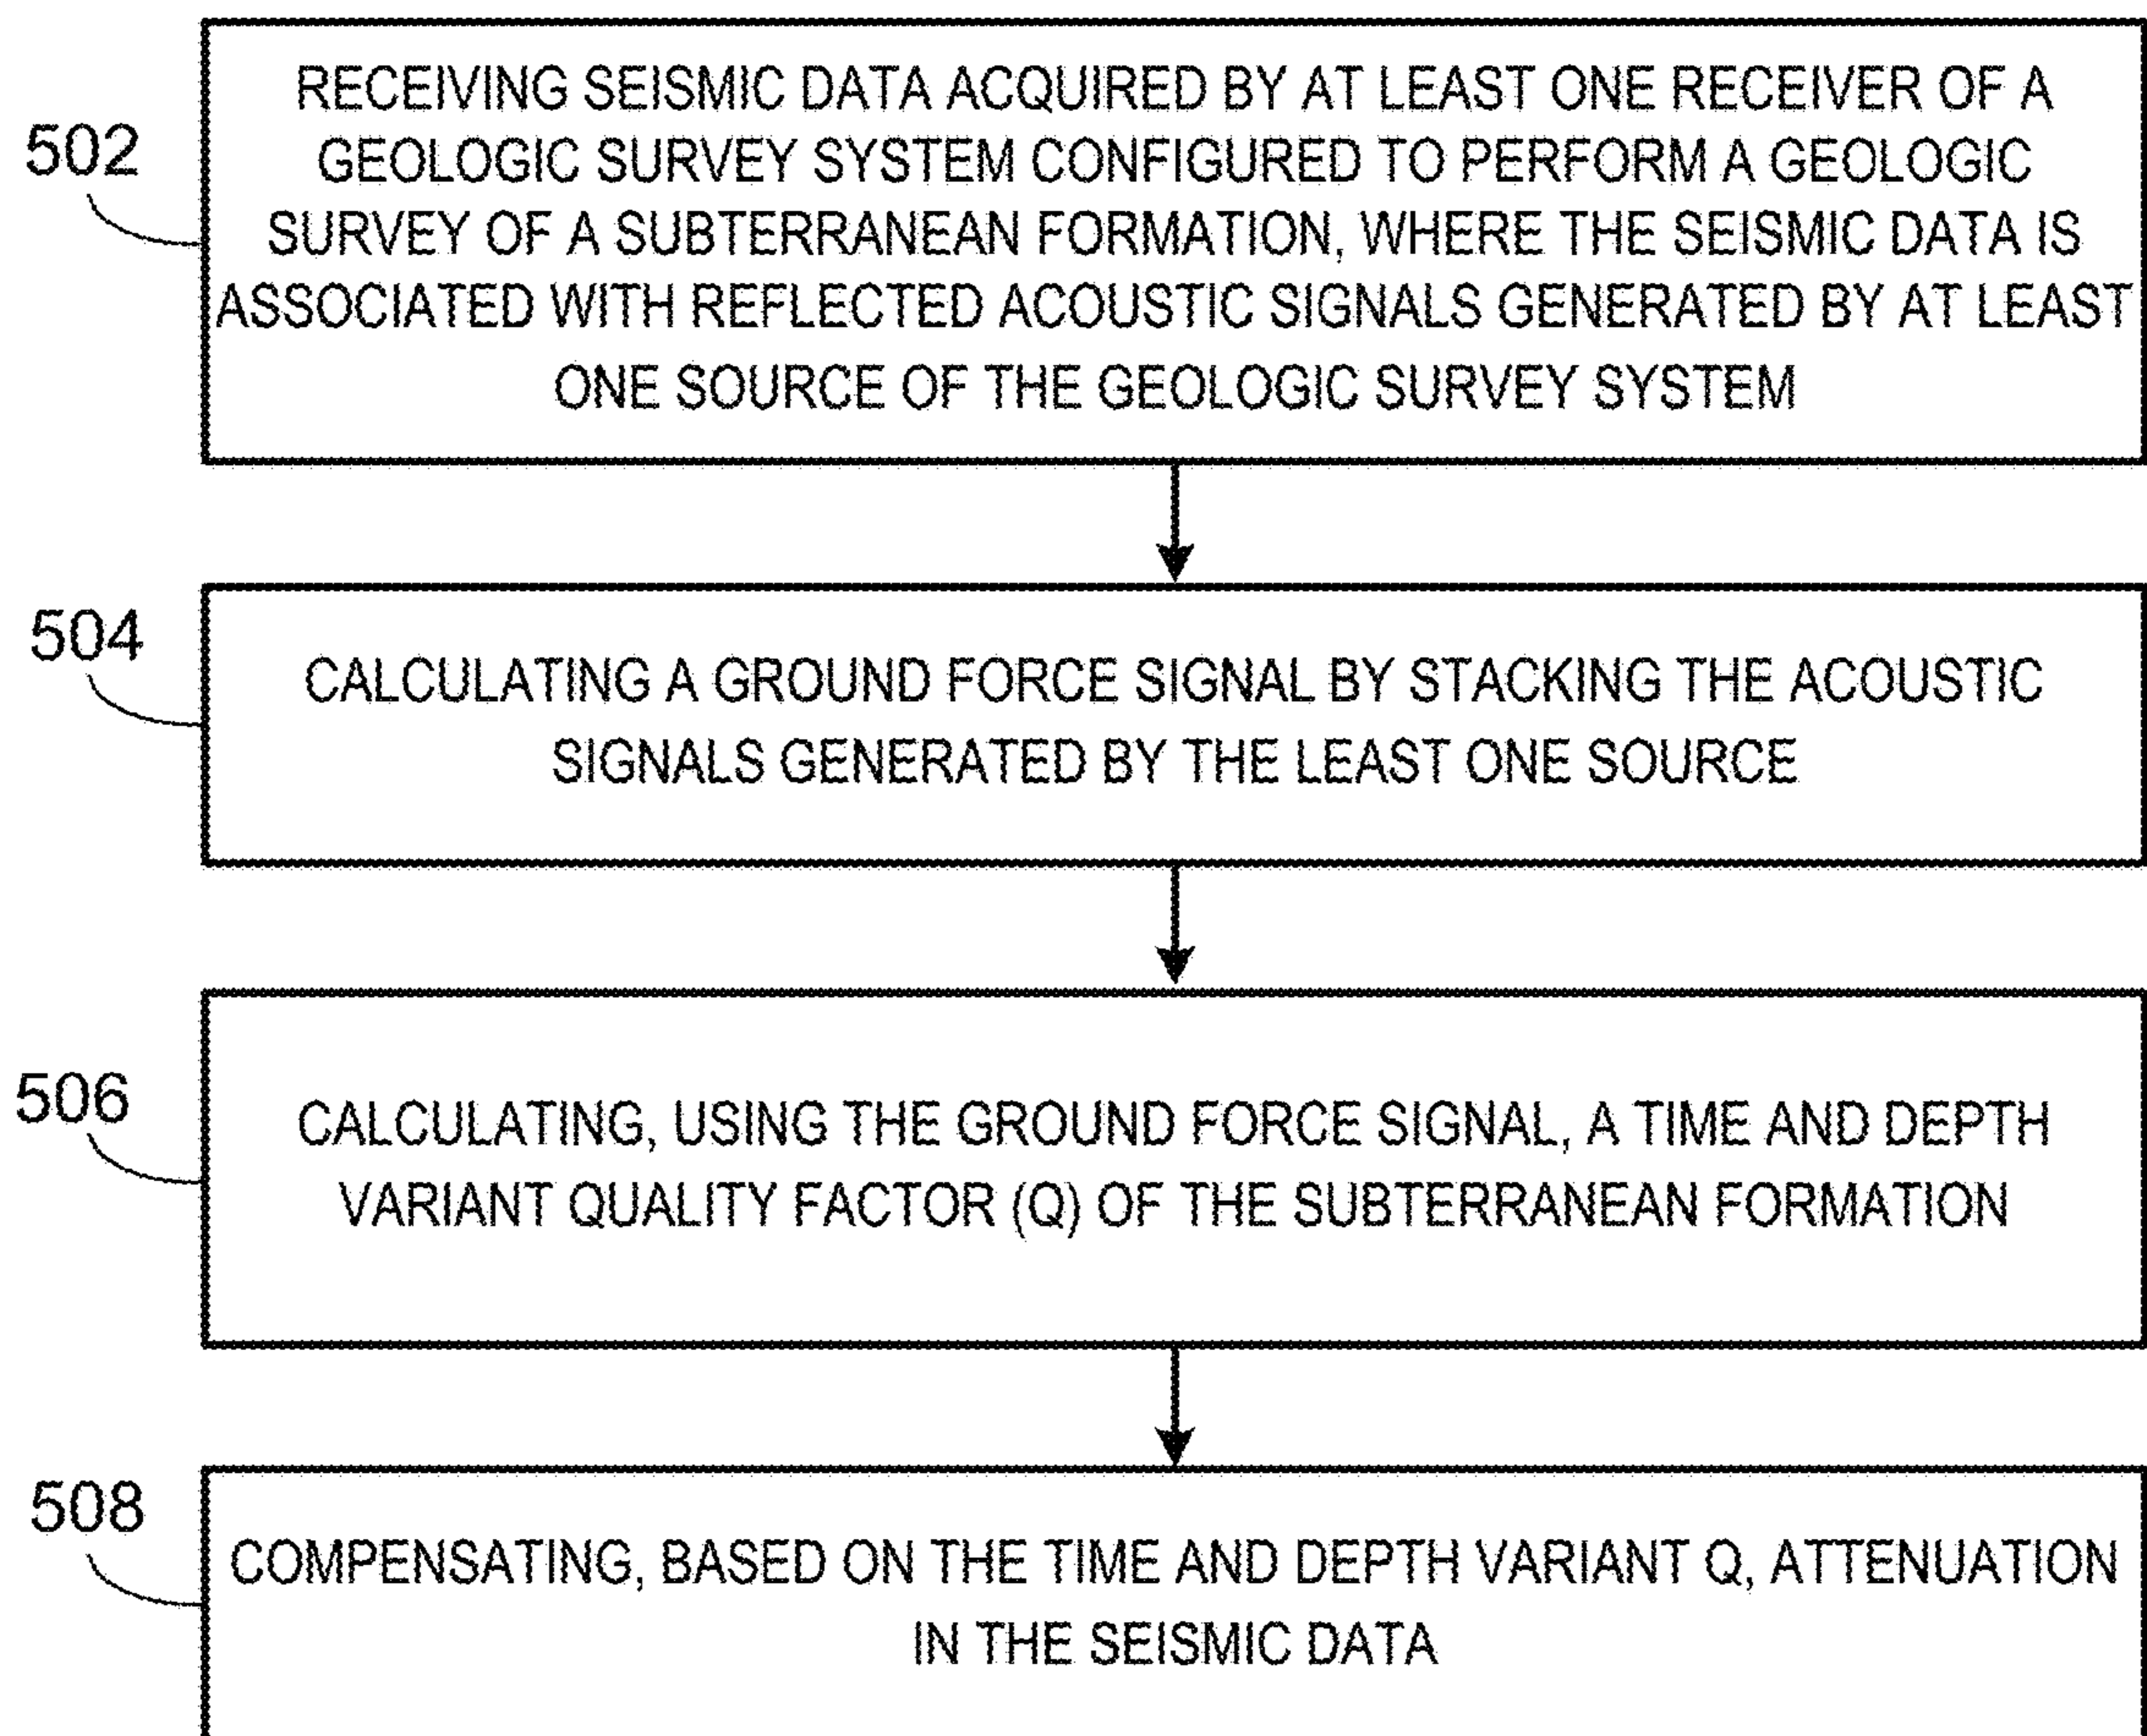 502
RECEIVING SEISMIC DATA ACQUIRED BY AT LEAST ONE RECEIVER OF A
GEOLOGIC SURVEY SYSTEM CONFIGURED TO PERFORM A GEOLOGIC
SURVEY OF A SUBTERRANEAN FORMATION, WHERE THE SEISMIC DATA IS
ASSOCIATED WITH REFLECTED ACOUSTIC SIGNALS GENERATED BY AT LEAST
ONE SOURCE OF THE GEOLOGIC SURVEY SYSTEM
504
CALCULATING A GROUND FORCE SIGNAL BY STACKING THE ACOUSTIC
SIGNALS GENERATED BY THE LEAST ONE SOURCE
506
CALCULATING, USING THE GROUND FORCE SIGNAL, A TIME AND DEPTH
VARIANT QUALITY FACTOR (Q) OF THE SUBTERRANEAN FORMATION
508
COMPENSATING, BASED ON THE TIME AND DEPTH VARIANT Q, ATTENUATION
IN THE SEISMIC DATA